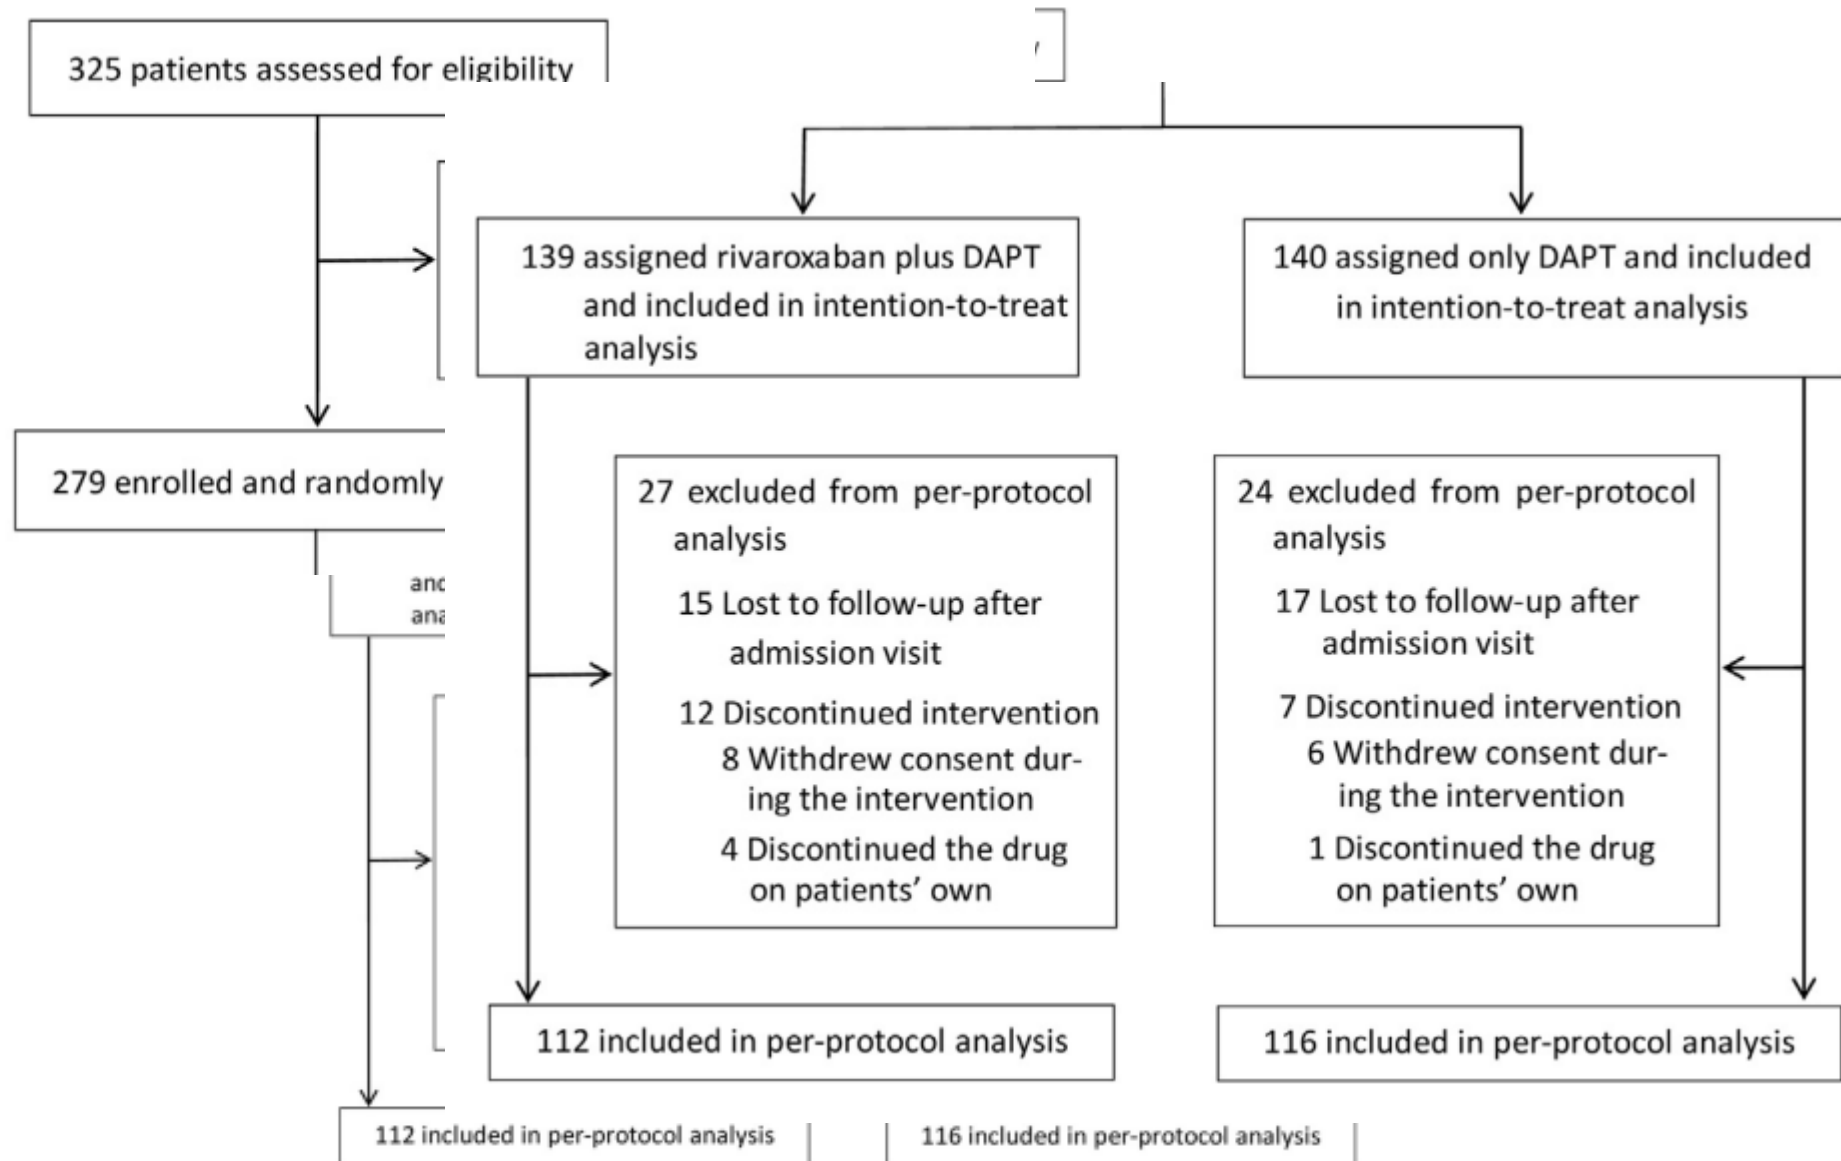 325 patients assessed for eligibility
279 enrolled and randomly
139 assigned rivaroxaban plus DAPT
and included in intention-to-treat
analysis
140 assigned only DAPT and included
in intention-to-treat analysis
27 excluded from per-protocol
analysis
15 Lost to follow-up after
admission visit
12 Discontinued intervention
8 Withdrew consent dur-
ing the intervention
4 Discontinued the drug
on patients’ own
24 excluded from per-protocol
analysis
17 Lost to follow-up after
admission visit
7 Discontinued intervention
6 Withdrew consent dur-
ing the intervention
1 Discontinued the drug
on patients’ own
112 included in per-protocol analysis
116 included in per-protocol analysis
112 included in per-protocol analysis
116 included in per-protocol analysis